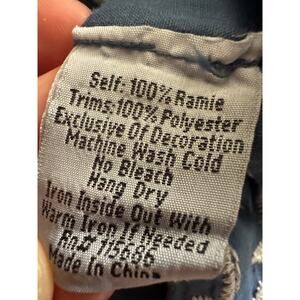 Self: 100% Ramie
Trims:100% Polyester
Exclusive Of Decoration
Machine Wash Cold
No Bleach
Hang Dry
Iron Inside Out With
Warm Iron If Needed
Rn# 115686
Made In China